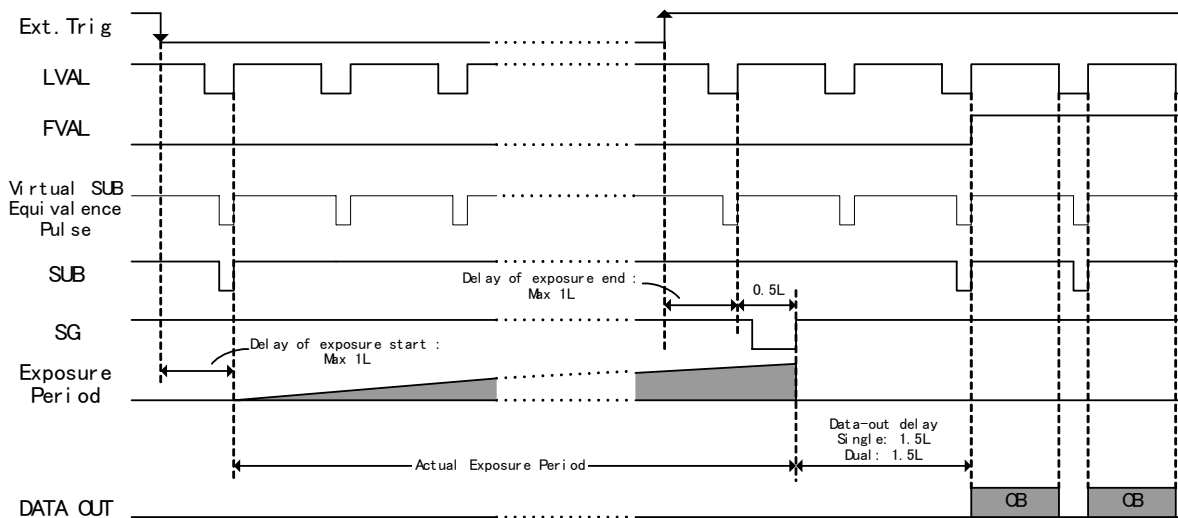 Ext. Trig
LVAL
FVAL
Virtual SUB
Equivalence
Pulse
SUB
Delay of exposure end :
Max 1L
0.5L
SG
Delay of exposure start :
Max 1L
Exposure
Period
Data-out delay
Single: 1.5L
Dual: 1.5L
Actual Exposure Period
DATA OUT
OB
OB